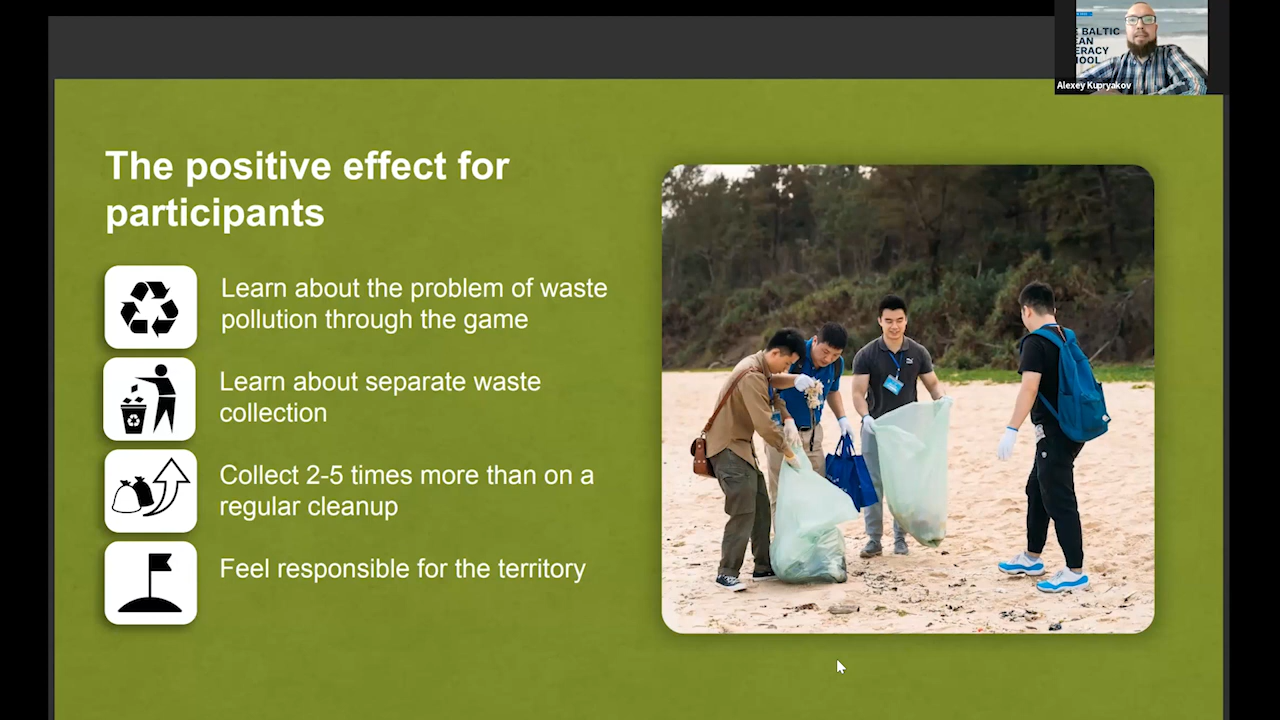 BALTIC
Alexey Kupryakov
The positive effect for
participants
Learn about the problem of waste
pollution through the game
Learn about separate waste
collection
Collect 2-5 times more than on a
regular cleanup
Feel responsible for the territory